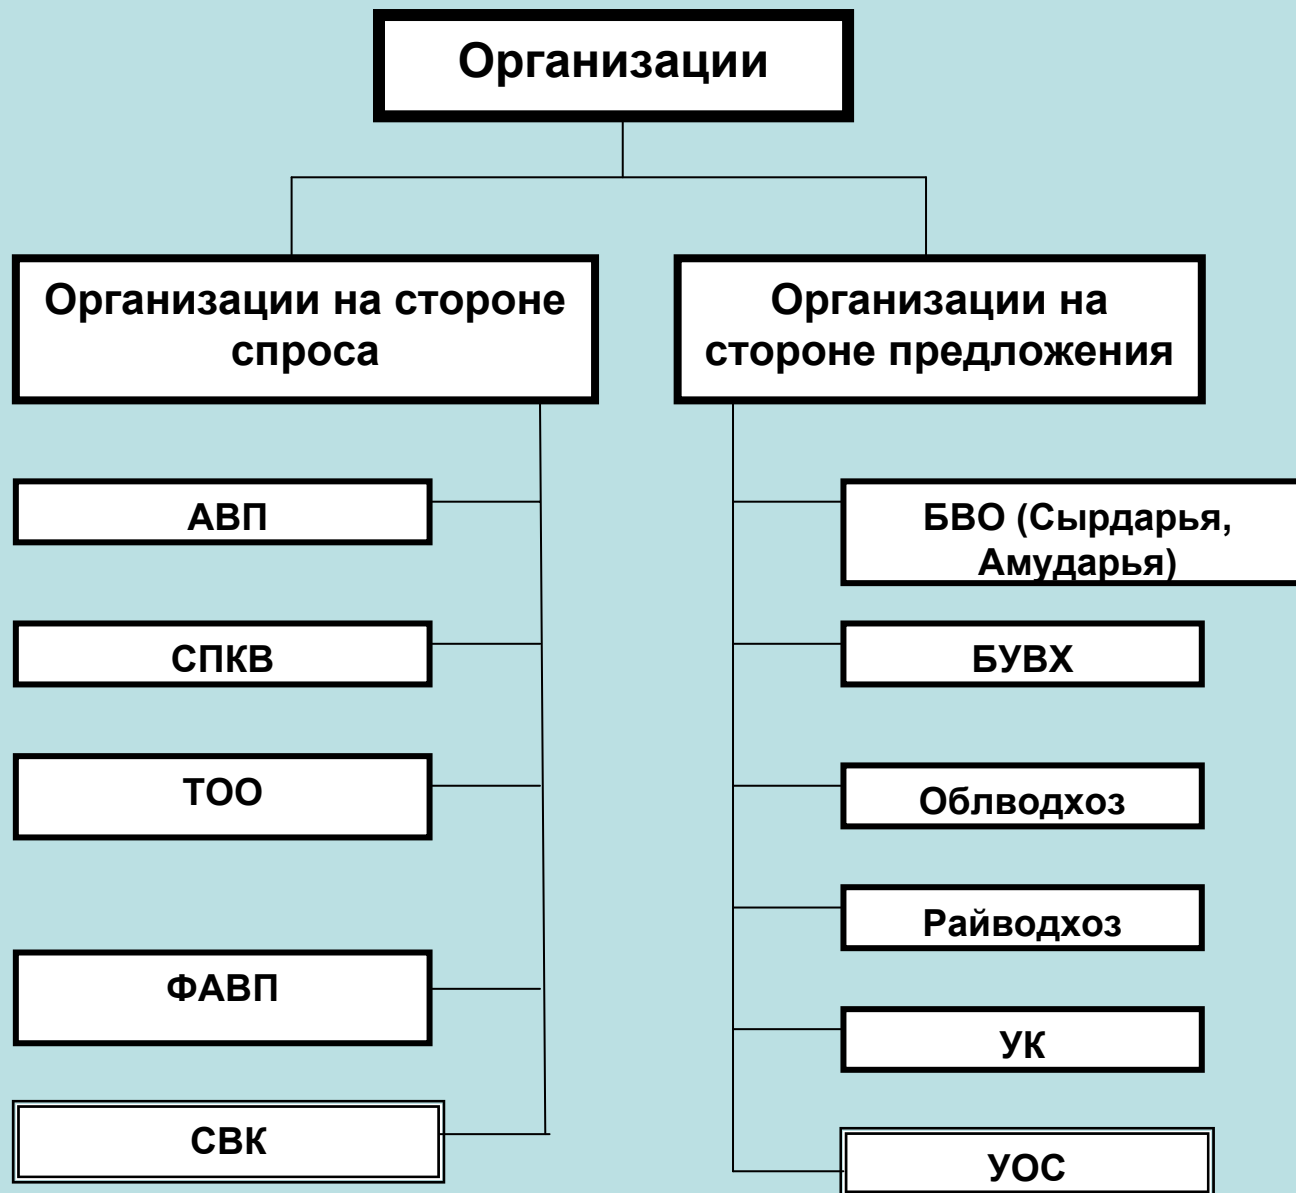 Организации
Организации на стороне
спроса
Организации на
стороне предложения
АВП
СПКВ
ТОО
ФАВП
СВК
БВО (Сырдарья,
Амударья)
БУВХ
Облводхоз
Райводхоз
УК
УОС